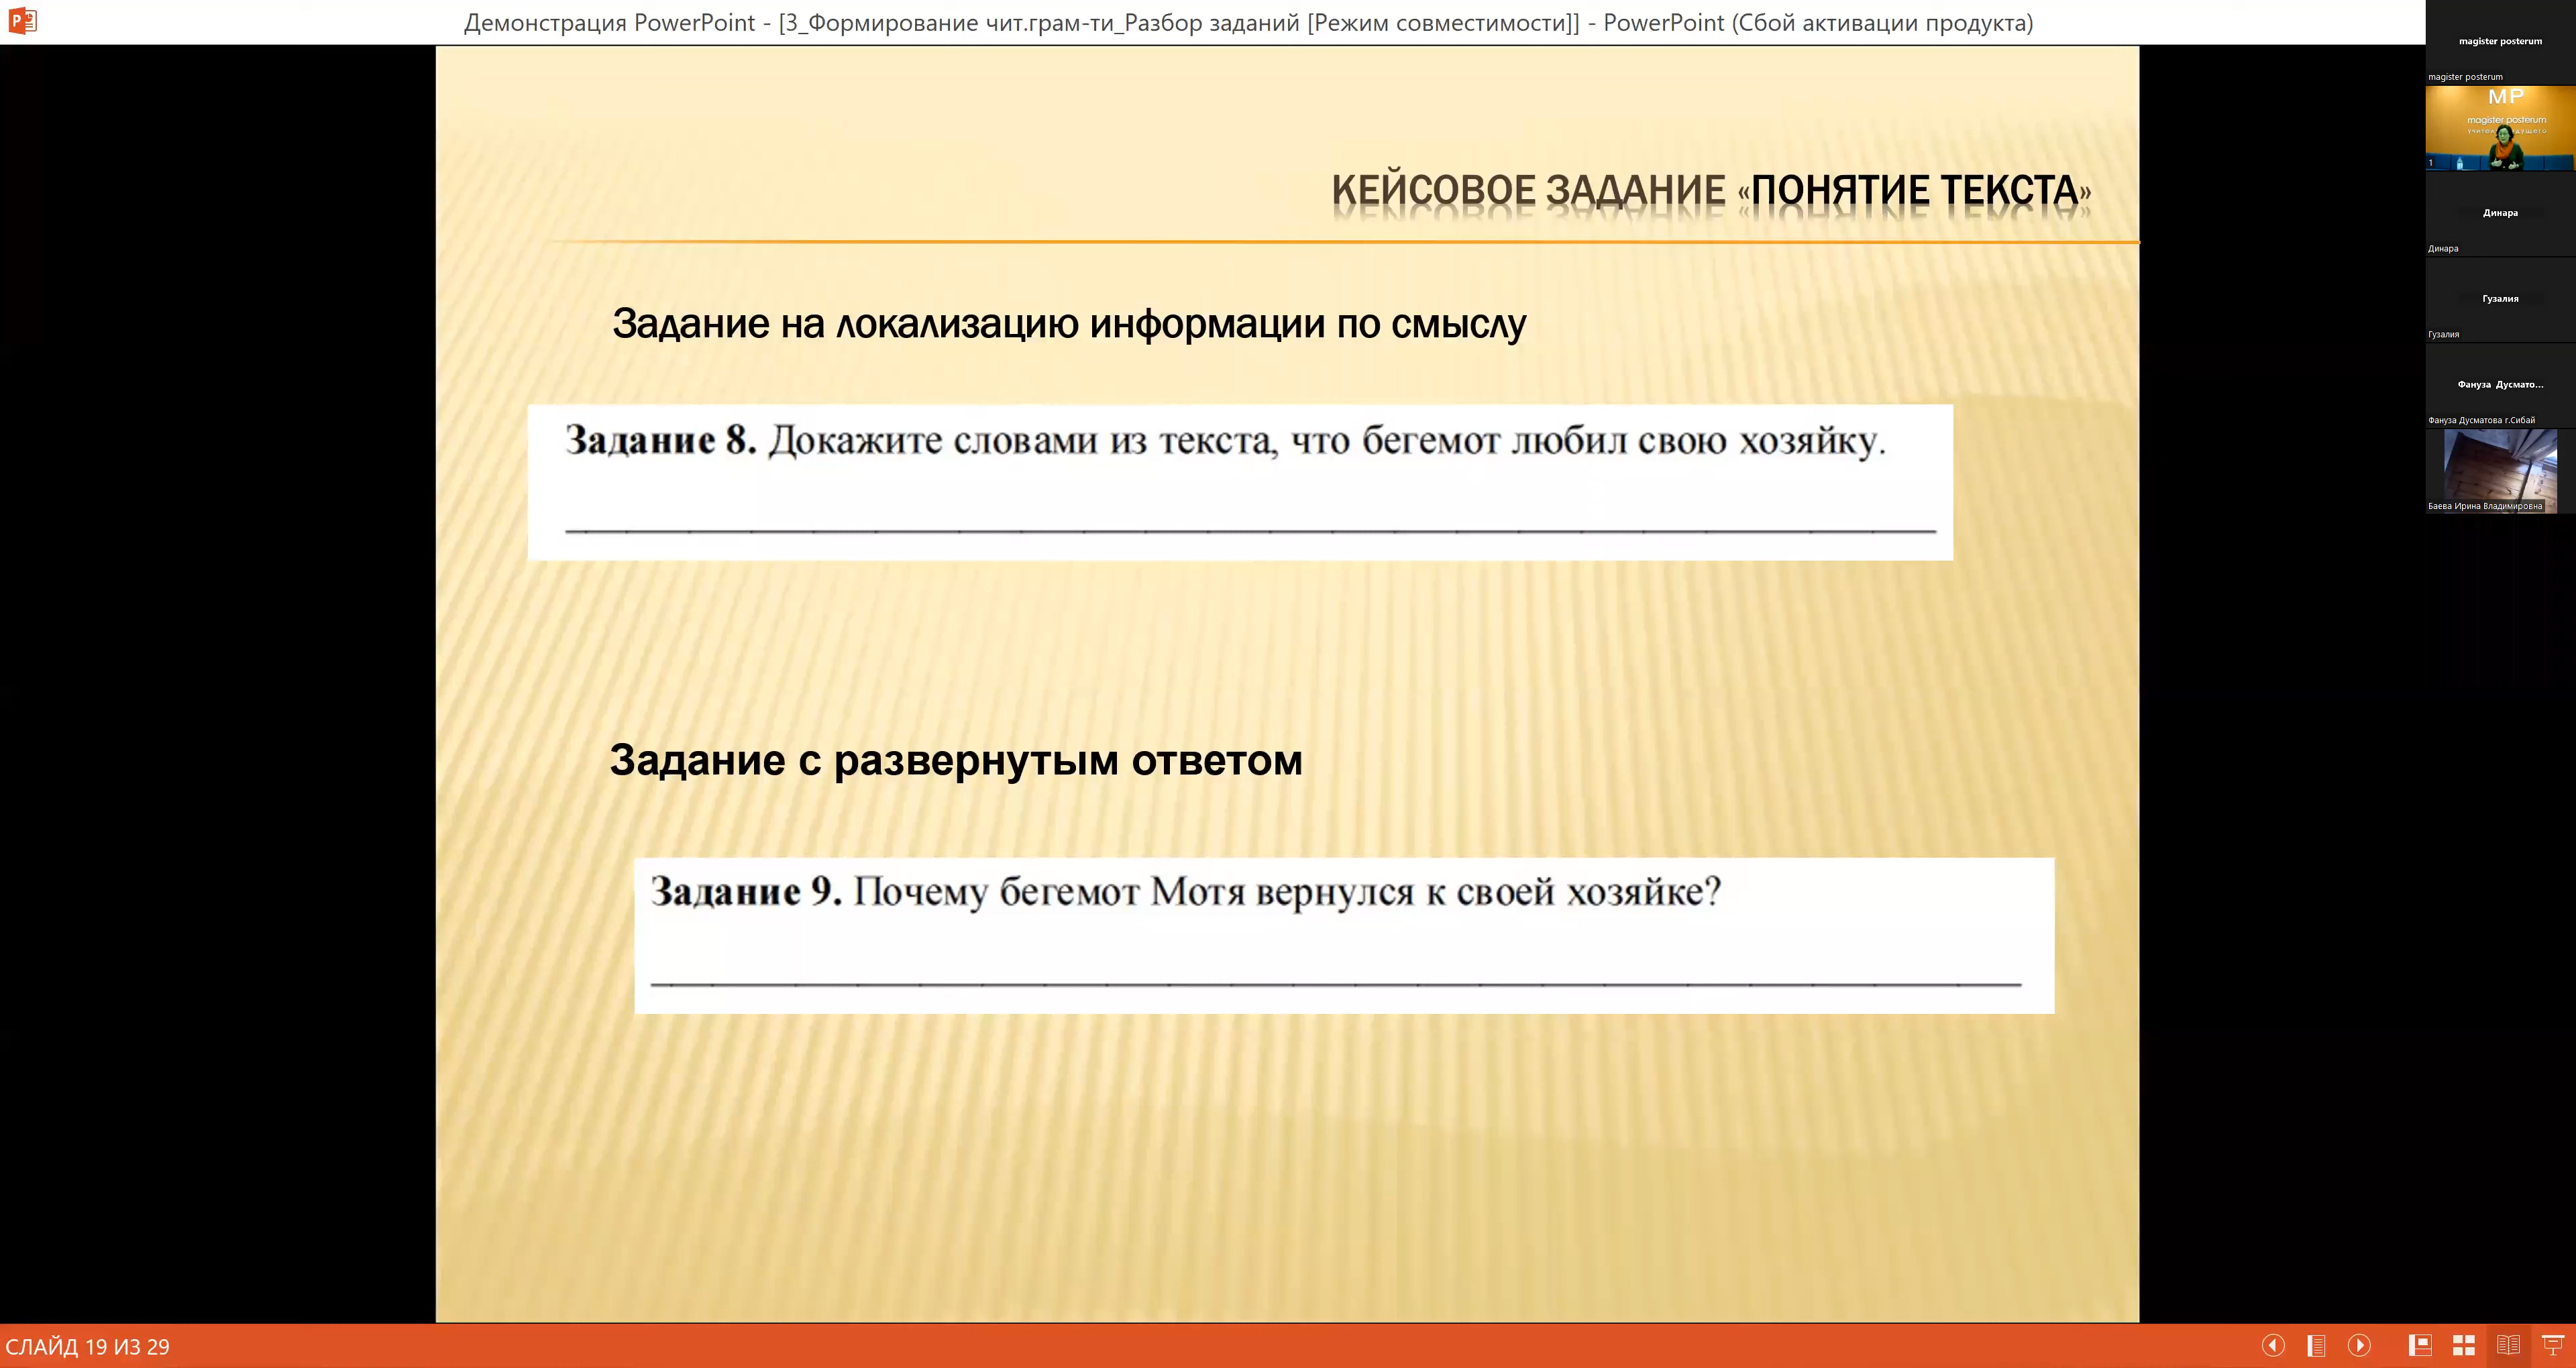 Демонстрация PowerPoint - [3_Формирование чит.грам-ти_Разбор заданий [Режим совместимости]] - PowerPoint (Сбой активации продукта)
КЕЙСОВОЕ ЗАДАНИЕ «ПОНЯТИЕ ТЕКСТА»
Задание на локализацию информации по смыслу
Задание 8. Докажите словами из текста, что бегемот любил свою хозяйку.
Задание с развернутым ответом
Задание 9. Почему бегемот Мотя вернулся к своей хозяйке?
СЛАЙД 19 ИЗ 29
magister posterum
magister posterum
MP
magister posterum
1
Динара
Динара
Гузалия
Гузалия
Фануза Дусмато...
Фануза Дусматова г.Сибай
Баева Ирина Владимировна